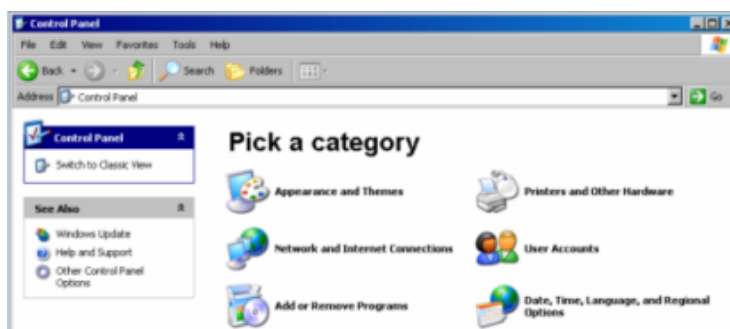 Control Panel
File Edit View Favorites Tools Help
Back Search Folders
Address Control Panel Go
Control Panel
Switch to Classic View
See Also
Windows Update
Help and Support
Other Control Panel
Options
Pick a category
Appearance and Themes
Printers and Other Hardware
Network and Internet Connections
User Accounts
Add or Remove Programs
Date, Time, Language, and Regional
Options